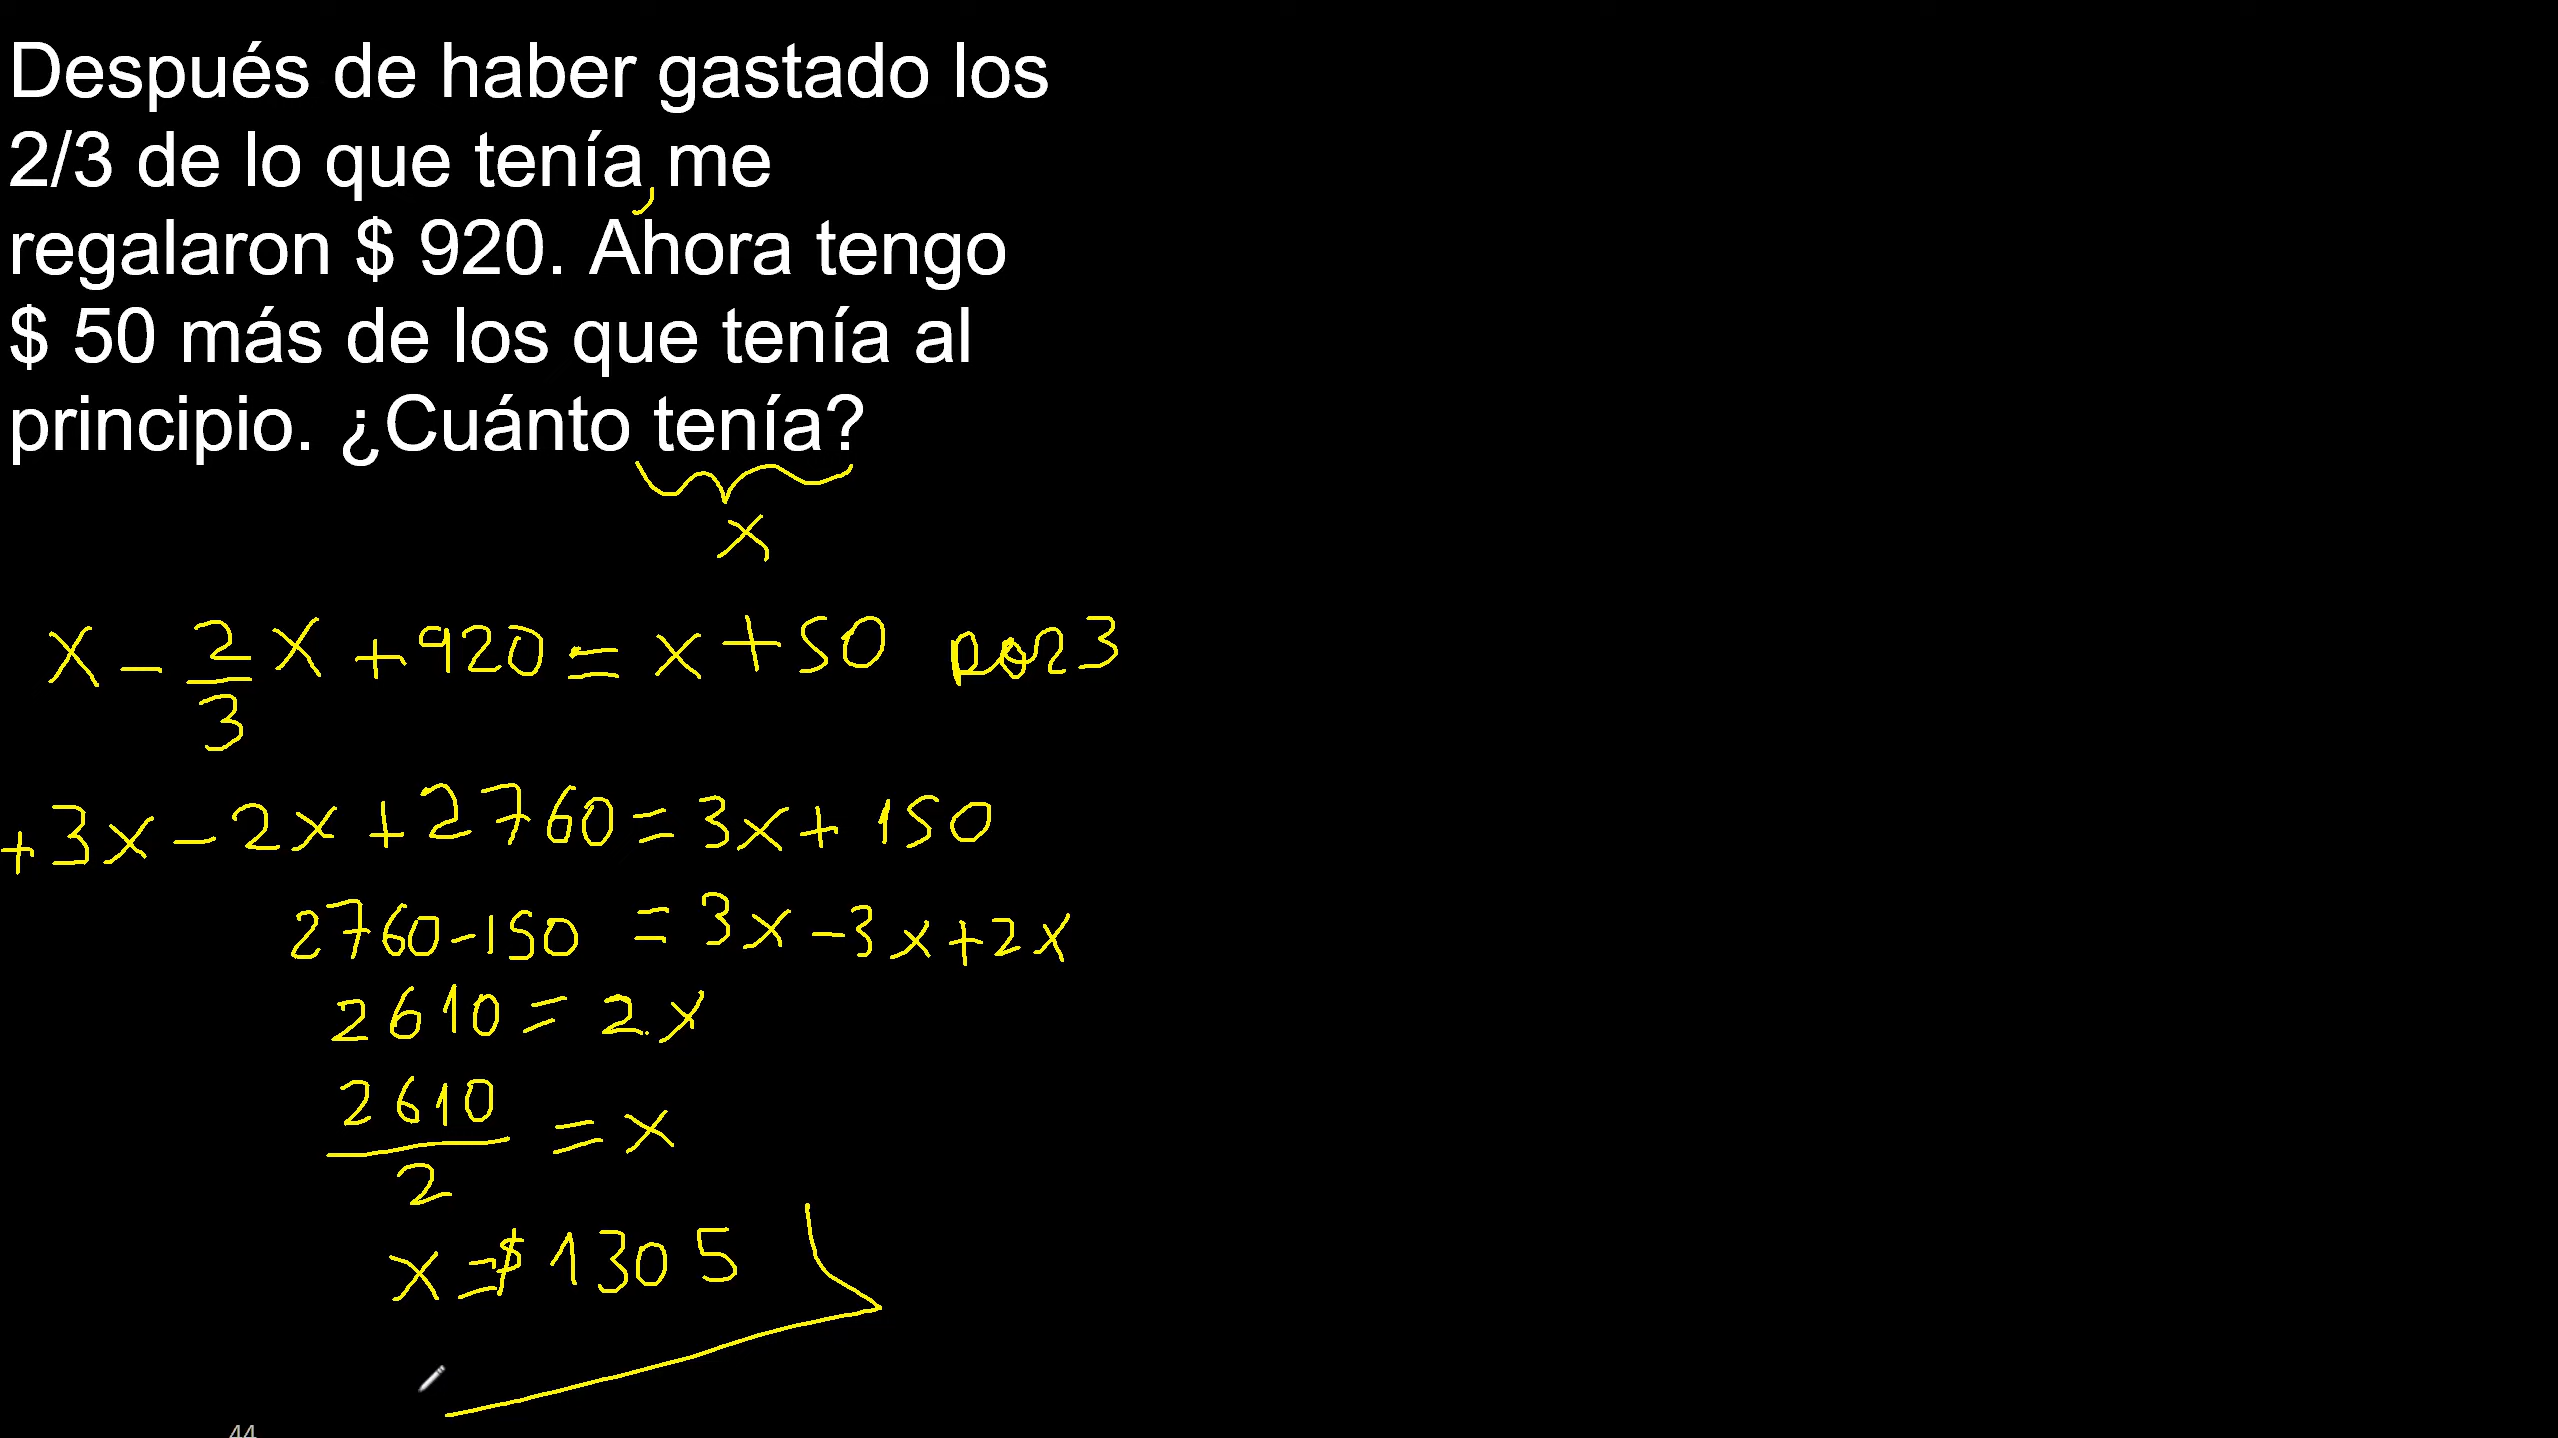 Después de haber gastado los
2/3 de lo que tenía, me
regalaron $ 920. Ahora tengo
$ 50 más de los que tenía al
principio. ¿Cuánto tenía?
x
x - 2/3 x + 920 = x + 50 por 3
+3x - 2x + 2760 = 3x + 150
2760 - 150 = 3x - 3x + 2x
2610 = 2.x
2610/2 = x
x = $ 1305
44